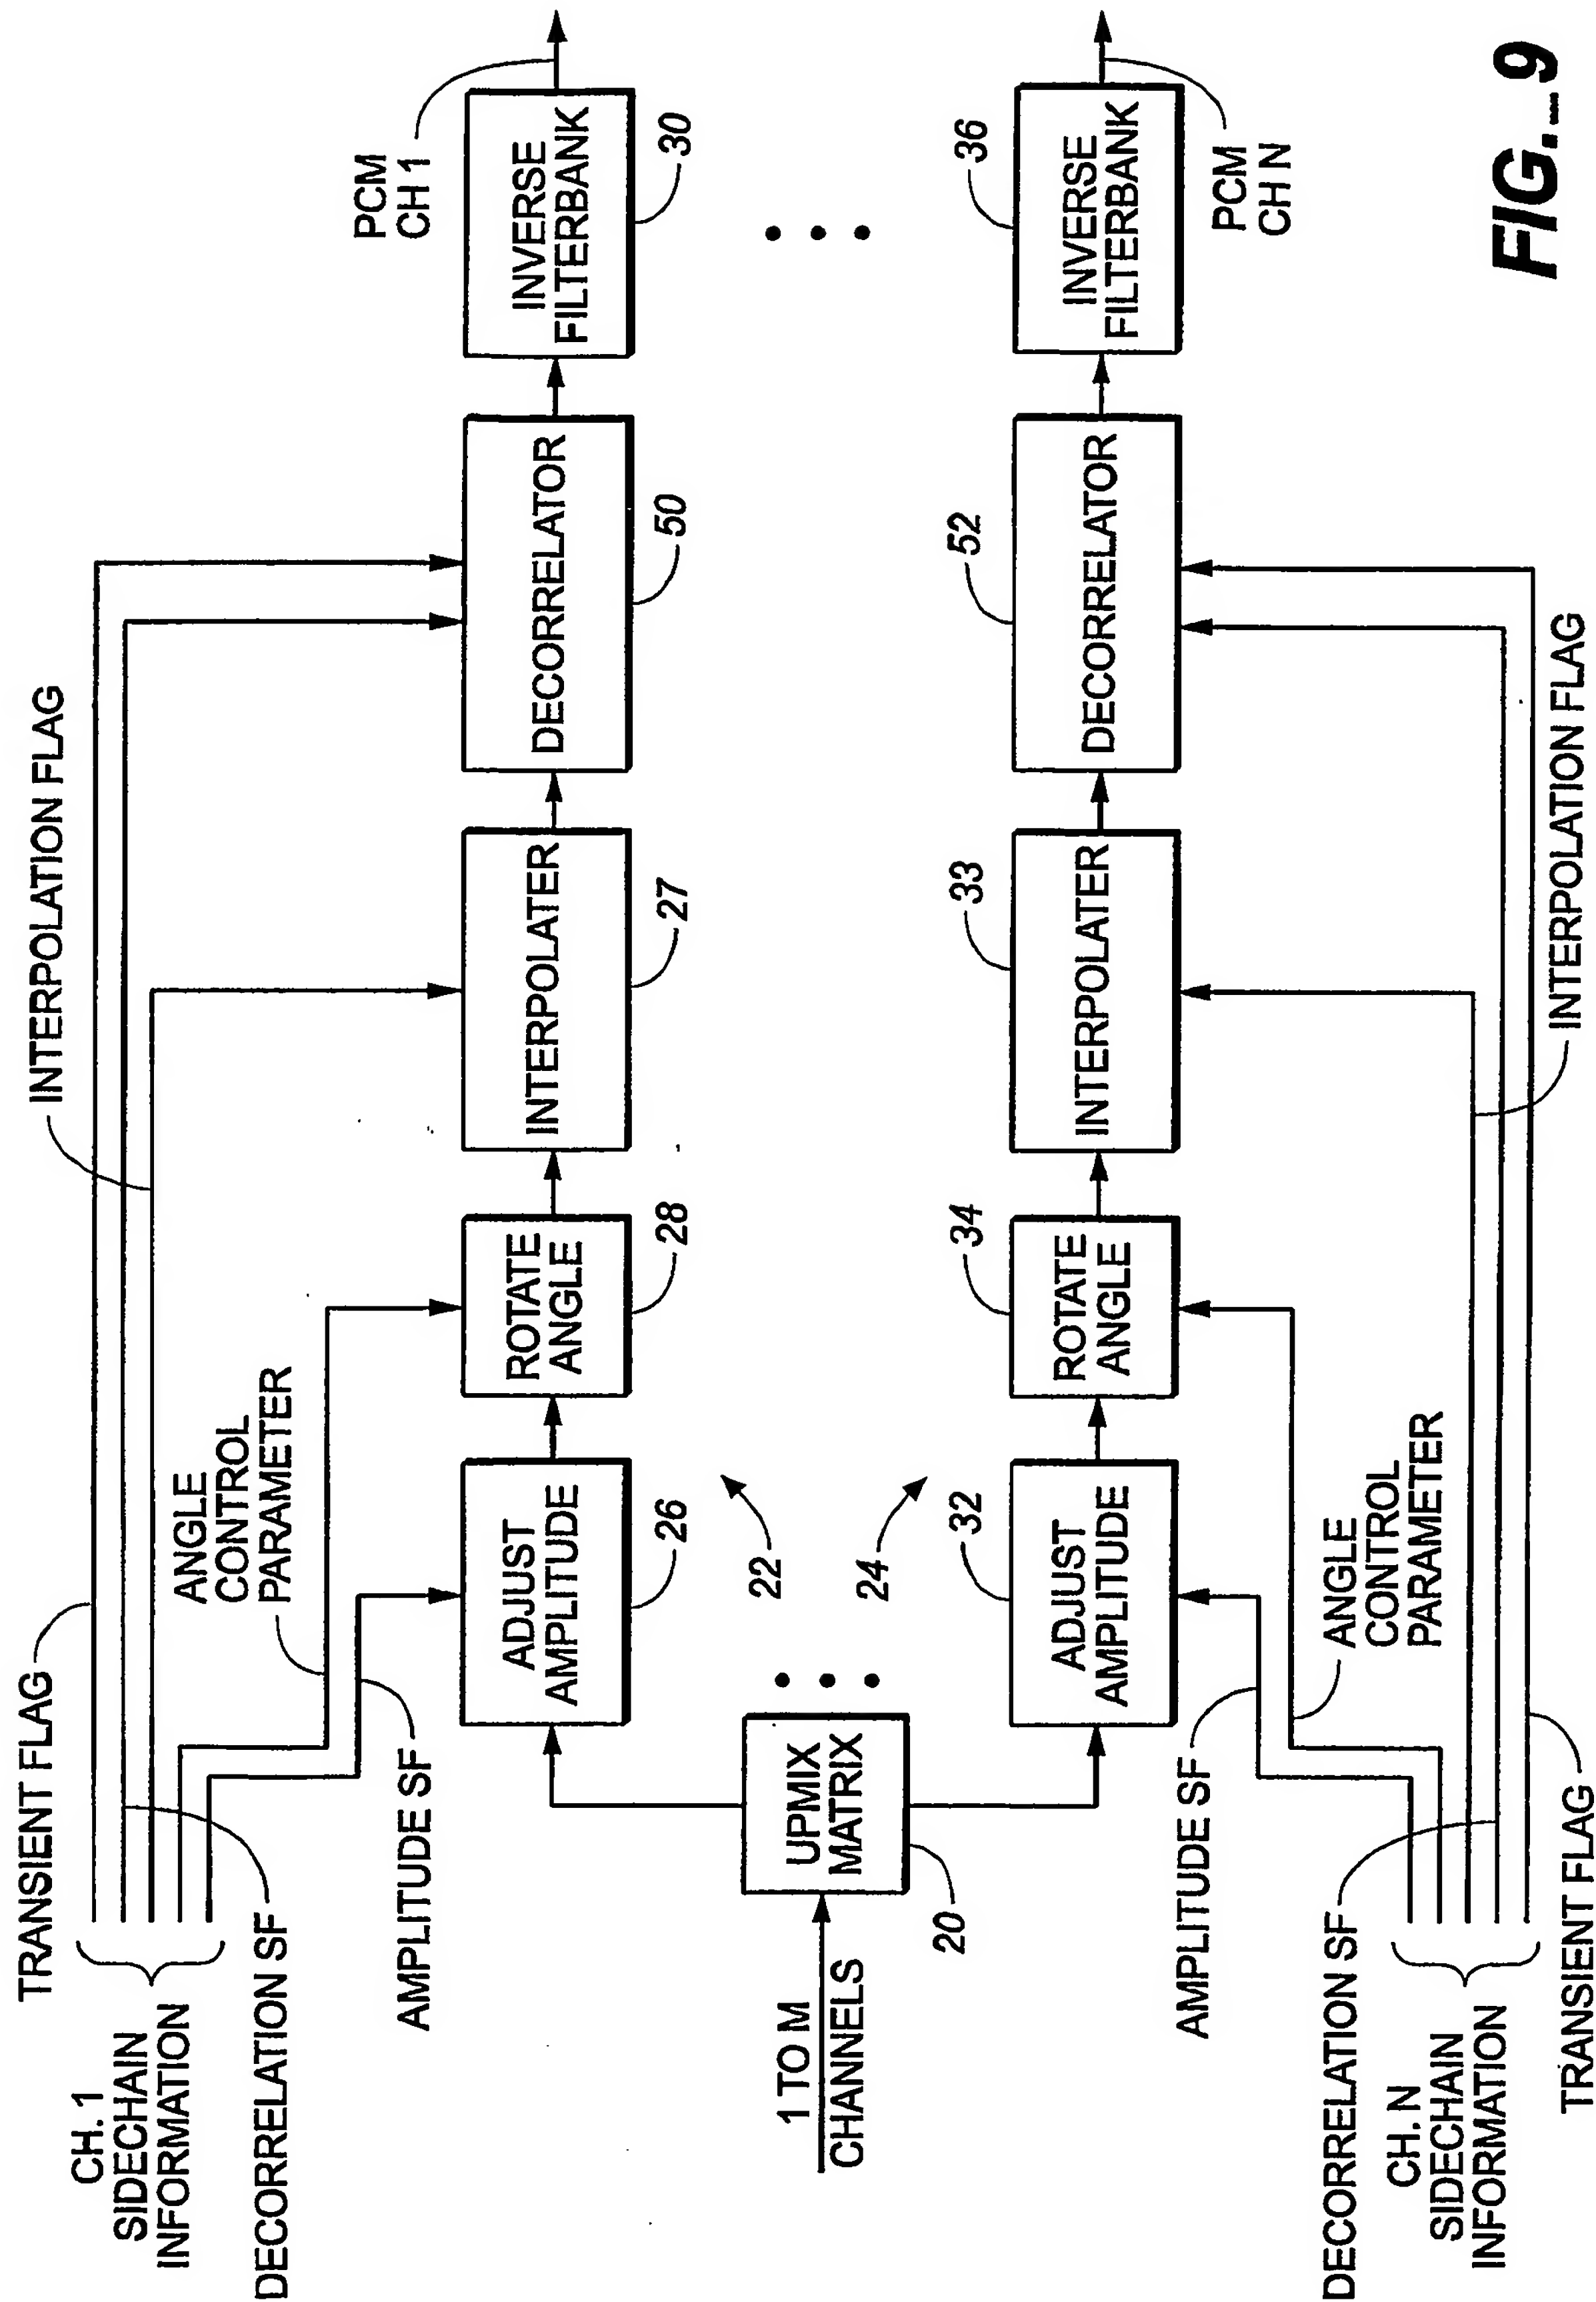 TRANSIENT FLAG
INTERPOLATION FLAG
CH. 1
SIDECHAIN
INFORMATION
ANGLE
CONTROL
PARAMETER
DECORRELATION SF
AMPLITUDE SF
PCM
CH 1
ADJUST
AMPLITUDE
26
ROTATE
ANGLE
28
INTERPOLATER
27
DECORRELATOR
50
INVERSE
FILTERBANK
30
1 TO M
CHANNELS
UPMIX
MATRIX
20
22
24
32
ADJUST
AMPLITUDE
34
ROTATE
ANGLE
33
INTERPOLATER
52
DECORRELATOR
36
INVERSE
FILTERBANK
PCM
CH N
AMPLITUDE SF
ANGLE
CONTROL
PARAMETER
DECORRELATION SF
CH. N
SIDECHAIN
INFORMATION
TRANSIENT FLAG
INTERPOLATION FLAG
FIG._9